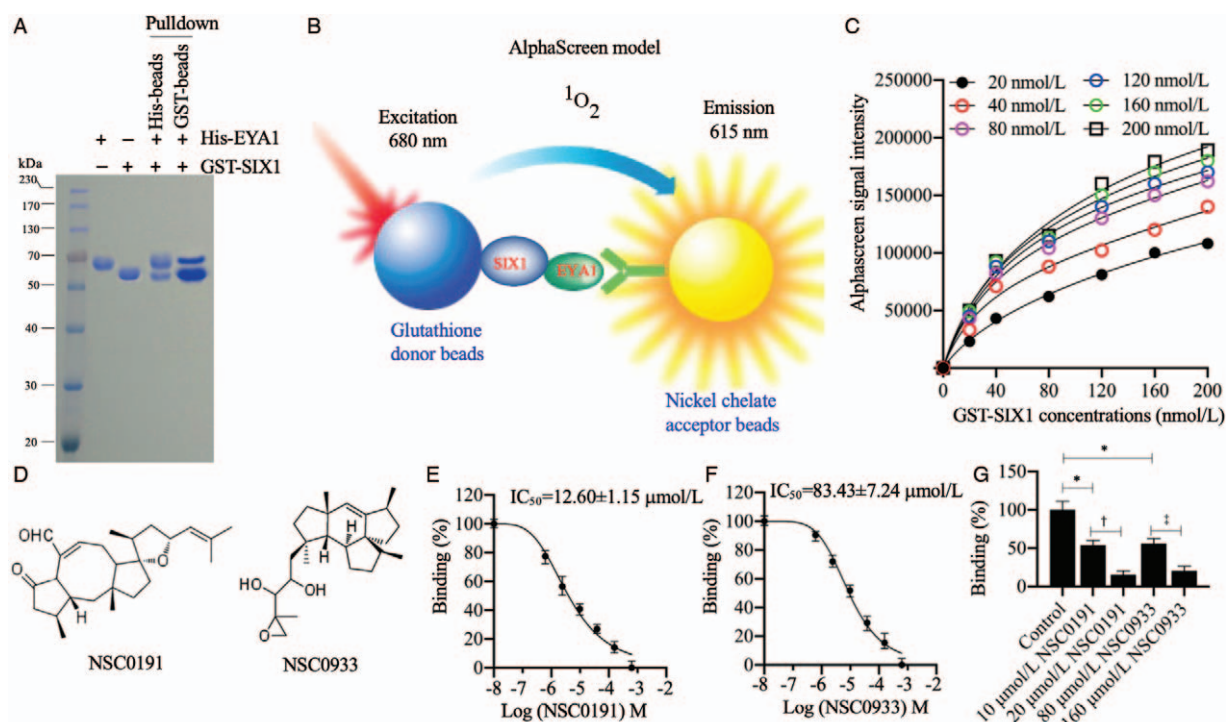 A
Pulldown
His-beads
GST-beads
+ − + + His-EYA1
− + + + GST-SIX1
kDa
230
170
130
70
50
40
30
20
B
AlphaScreen model
¹O₂
Excitation
680 nm
Emission
615 nm
SIX1
EYA1
Glutathione
donor beads
Nickel chelate
acceptor beads
C
20 nmol/L
40 nmol/L
80 nmol/L
120 nmol/L
160 nmol/L
200 nmol/L
Alphascreen signal intensity
250000
200000
150000
100000
50000
0 40 80 120 160 200
GST-SIX1 concentrations (nmol/L)
D
OHC
O
O
H
NSC0191
H
H
HO
OH
O
NSC0933
E
IC₅₀=12.60±1.15 μmol/L
Binding (%)
120
100
80
60
40
20
0
-8 -7 -6 -5 -4 -3 -2 -1
Log (NSC0191) M
F
IC₅₀=83.43±7.24 μmol/L
Binding (%)
120
100
80
60
40
20
0
-8 -7 -6 -5 -4 -3 -2 -1
Log (NSC0933) M
G
Binding (%)
150
100
50
0
*
*
†
‡
Control
10 μmol/L NSC0191
20 μmol/L NSC0191
80 μmol/L NSC0933
160 μmol/L NSC0933